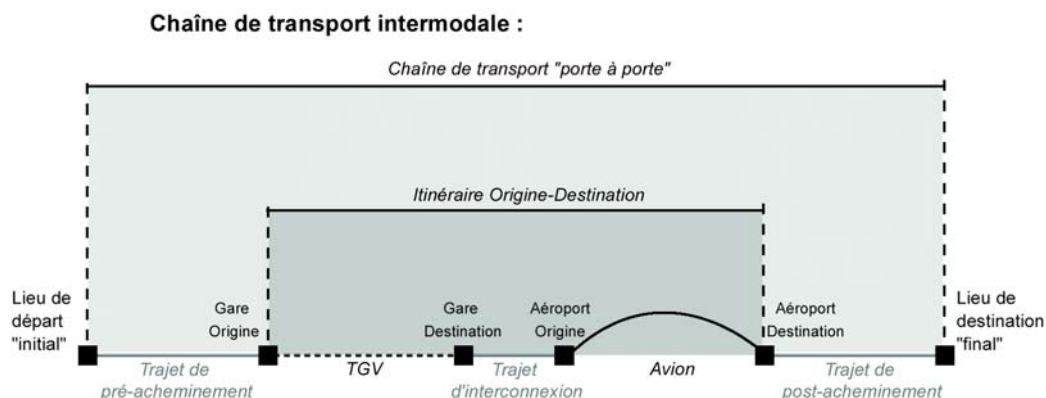 Chaîne de transport intermodale :
Chaîne de transport "porte à porte"
Itinéraire Origine-Destination
Lieu de
départ
"initial"
Gare
Origine
Gare
Destination
Aéroport
Origine
Aéroport
Destination
Lieu de
destination
"final"
Trajet de
pré-acheminement
TGV
Trajet
d'interconnexion
Avion
Trajet de
post-acheminement